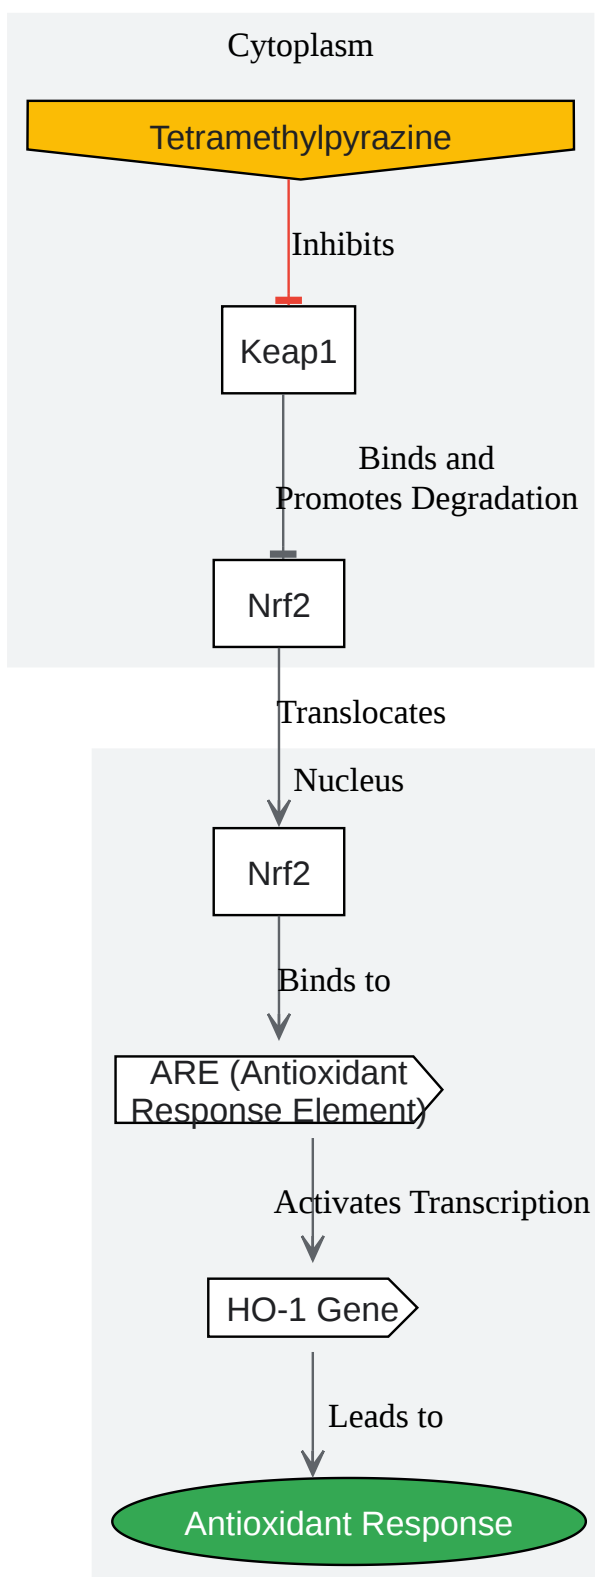 Cytoplasm
Tetramethylpyrazine
Inhibits
Keap1
Binds and
Promotes Degradation
Nrf2
Translocates
Nucleus
Nrf2
Binds to
ARE (Antioxidant
Response Element)
Activates Transcription
HO-1 Gene
Leads to
Antioxidant Response